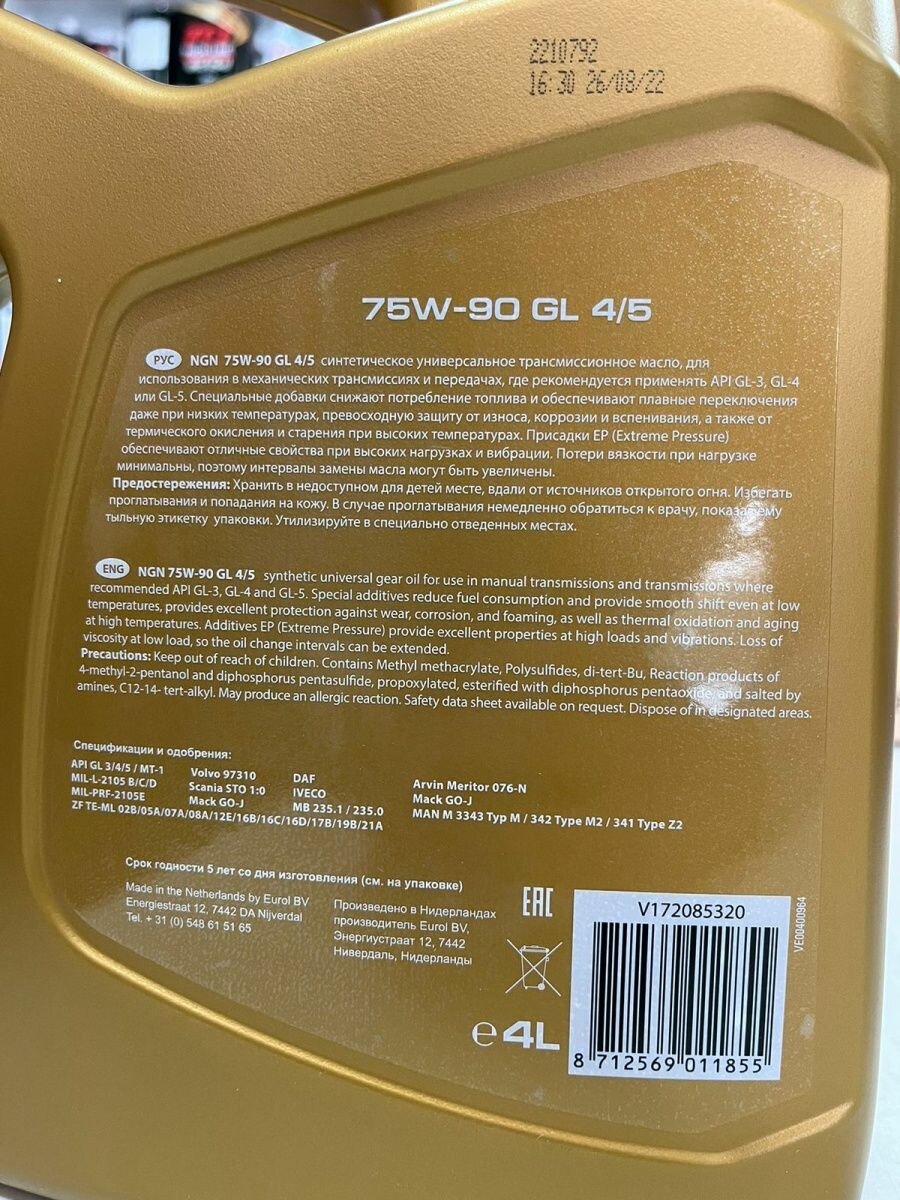 2210792
16:30 26/08/22
75W-90 GL 4/5
РУС NGN 75W-90 GL 4/5 синтетическое универсальное трансмиссионное масло, для
использования в механических трансмиссиях и передачах, где рекомендуется применять API GL-3, GL-4
или GL-5. Специальные добавки снижают потребление топлива и обеспечивают плавные переключения
даже при низких температурах, превосходную защиту от износа, коррозии и вспенивания, а также от
термического окисления и старения при высоких температурах. Присадки EP (Extreme Pressure)
обеспечивают отличные свойства при высоких нагрузках и вибрации. Потери вязкости при нагрузке
минимальны, поэтому интервалы замены масла могут быть увеличены.
Предостережения: Хранить в недоступном для детей месте, вдали от источников открытого огня. Избегать
проглатывания и попадания на кожу. В случае проглатывания немедленно обратиться к врачу, показав ему
тыльную этикетку упаковки. Утилизируйте в специально отведенных местах.
ENG NGN 75W-90 GL 4/5 synthetic universal gear oil for use in manual transmissions and transmissions where
recommended API GL-3, GL-4 and GL-5. Special additives reduce fuel consumption and provide smooth shift even at low
temperatures, provides excellent protection against wear, corrosion, and foaming, as well as thermal oxidation and aging
at high temperatures. Additives EP (Extreme Pressure) provide excellent properties at high loads and vibrations. Loss of
viscosity at low load, so the oil change intervals can be extended.
Precautions: Keep out of reach of children. Contains Methyl methacrylate, Polysulfides, di-tert-Bu, Reaction products of
4-methyl-2-pentanol and diphosphorus pentasulfide, propoxylated, esterified with diphosphorus pentaoxide, and salted by
amines, C12-14- tert-alkyl. May produce an allergic reaction. Safety data sheet available on request. Dispose of in designated areas.
Спецификации и одобрения:
API GL 3/4/5 / MT-1 Volvo 97310 DAF Arvin Meritor 076-N
MIL-L-2105 B/C/D Scania STO 1:0 IVECO Mack GO-J
MIL-PRF-2105E Mack GO-J MB 235.1 / 235.0 MAN M 3343 Typ M / 342 Type M2 / 341 Type Z2
ZF TE-ML 02B/05A/07A/08A/12E/16B/16C/16D/17B/19B/21A
Срок годности 5 лет со дня изготовления (см. на упаковке)
Made in the Netherlands by Eurol BV
Energiestraat 12, 7442 DA Nijverdal
Tel. + 31 (0) 548 61 51 65
Произведено в Нидерландах
производитель Eurol BV,
Энергиустраат 12, 7442
Нивердаль, Нидерланды
EAC
e 4L
V172085320
8 712569 011855
VE00400964